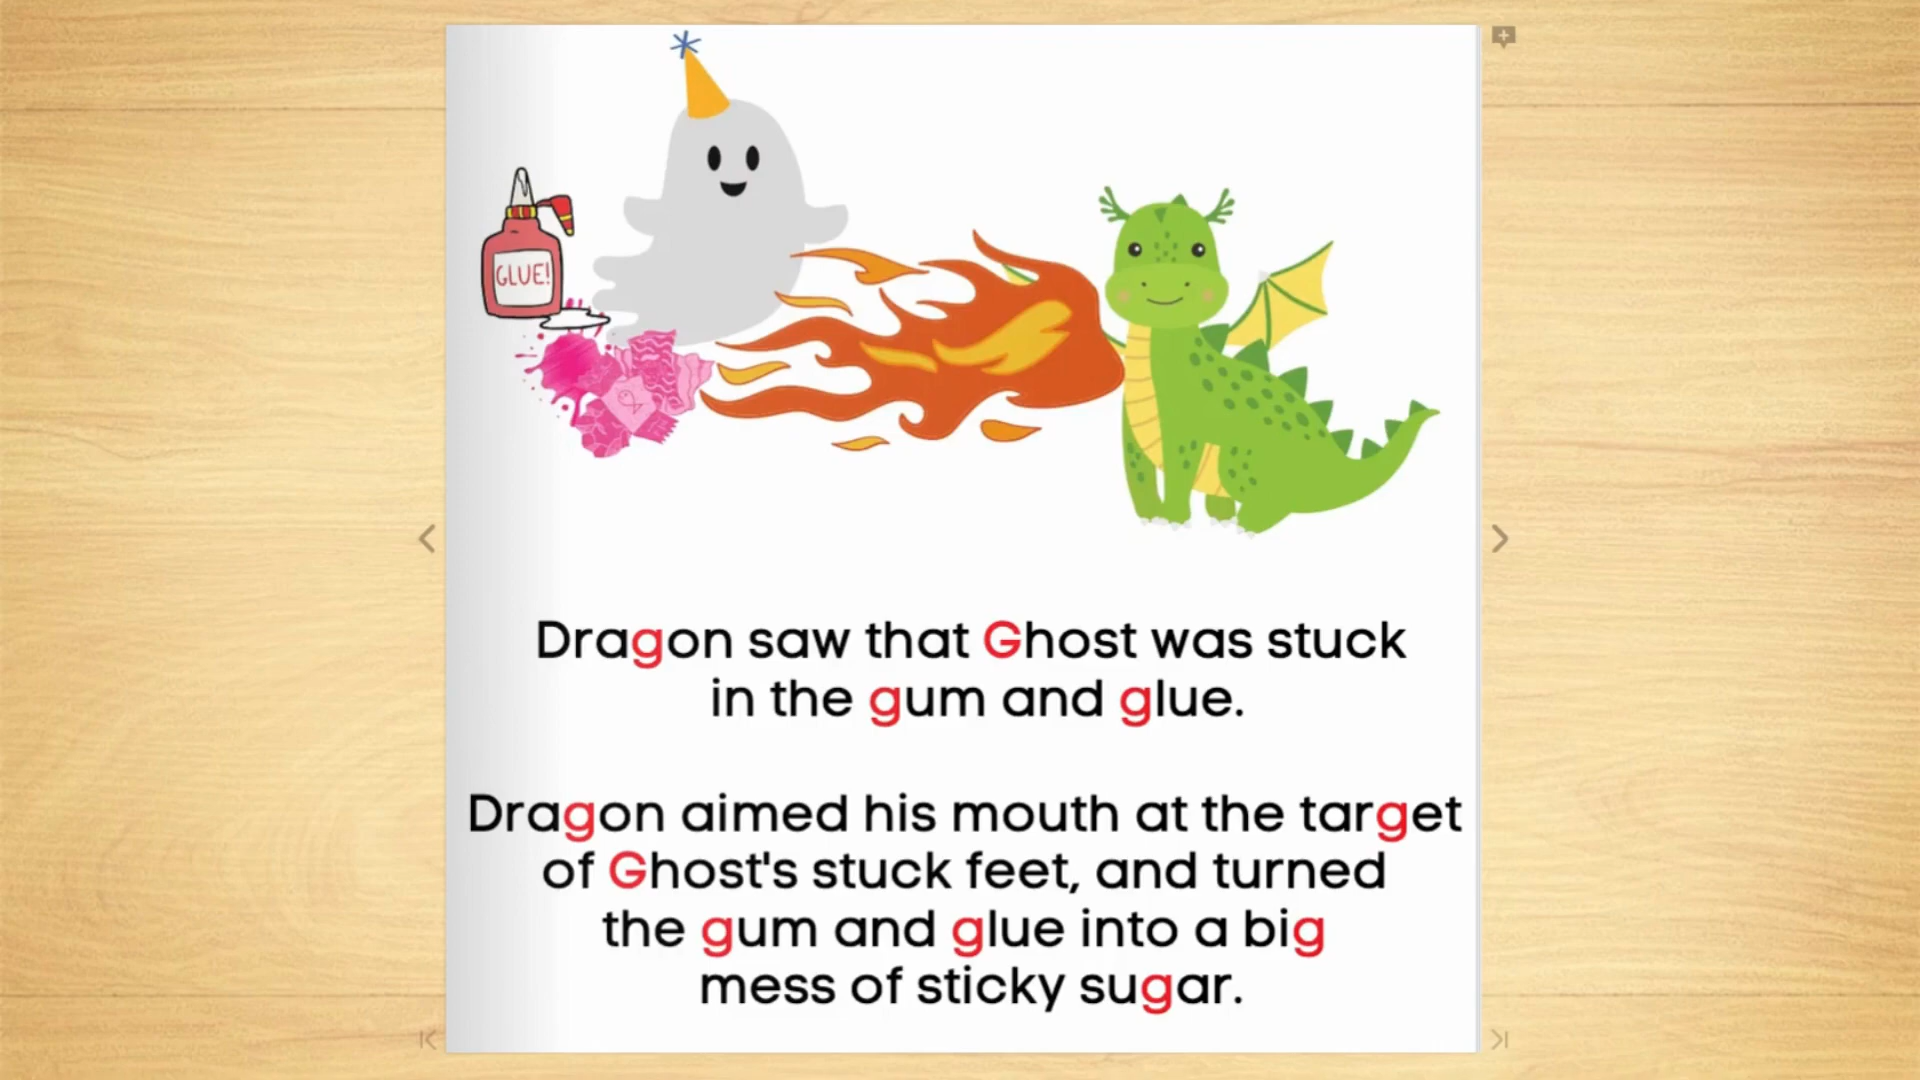 GLUE!
Dragon saw that Ghost was stuck
in the gum and glue.
Dragon aimed his mouth at the target
of Ghost's stuck feet, and turned
the gum and glue into a big
mess of sticky sugar.